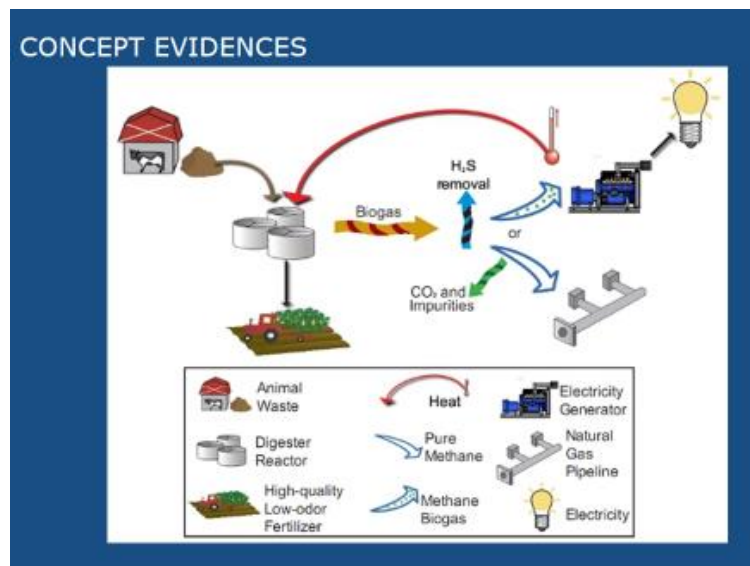 CONCEPT EVIDENCES
H₂S
removal
Biogas
or
CO₂ and
Impurities
Animal
Waste
Heat
Electricity
Generator
Digester
Reactor
Pure
Methane
Natural
Gas
Pipeline
High-quality
Low-odor
Fertilizer
Methane
Biogas
Electricity